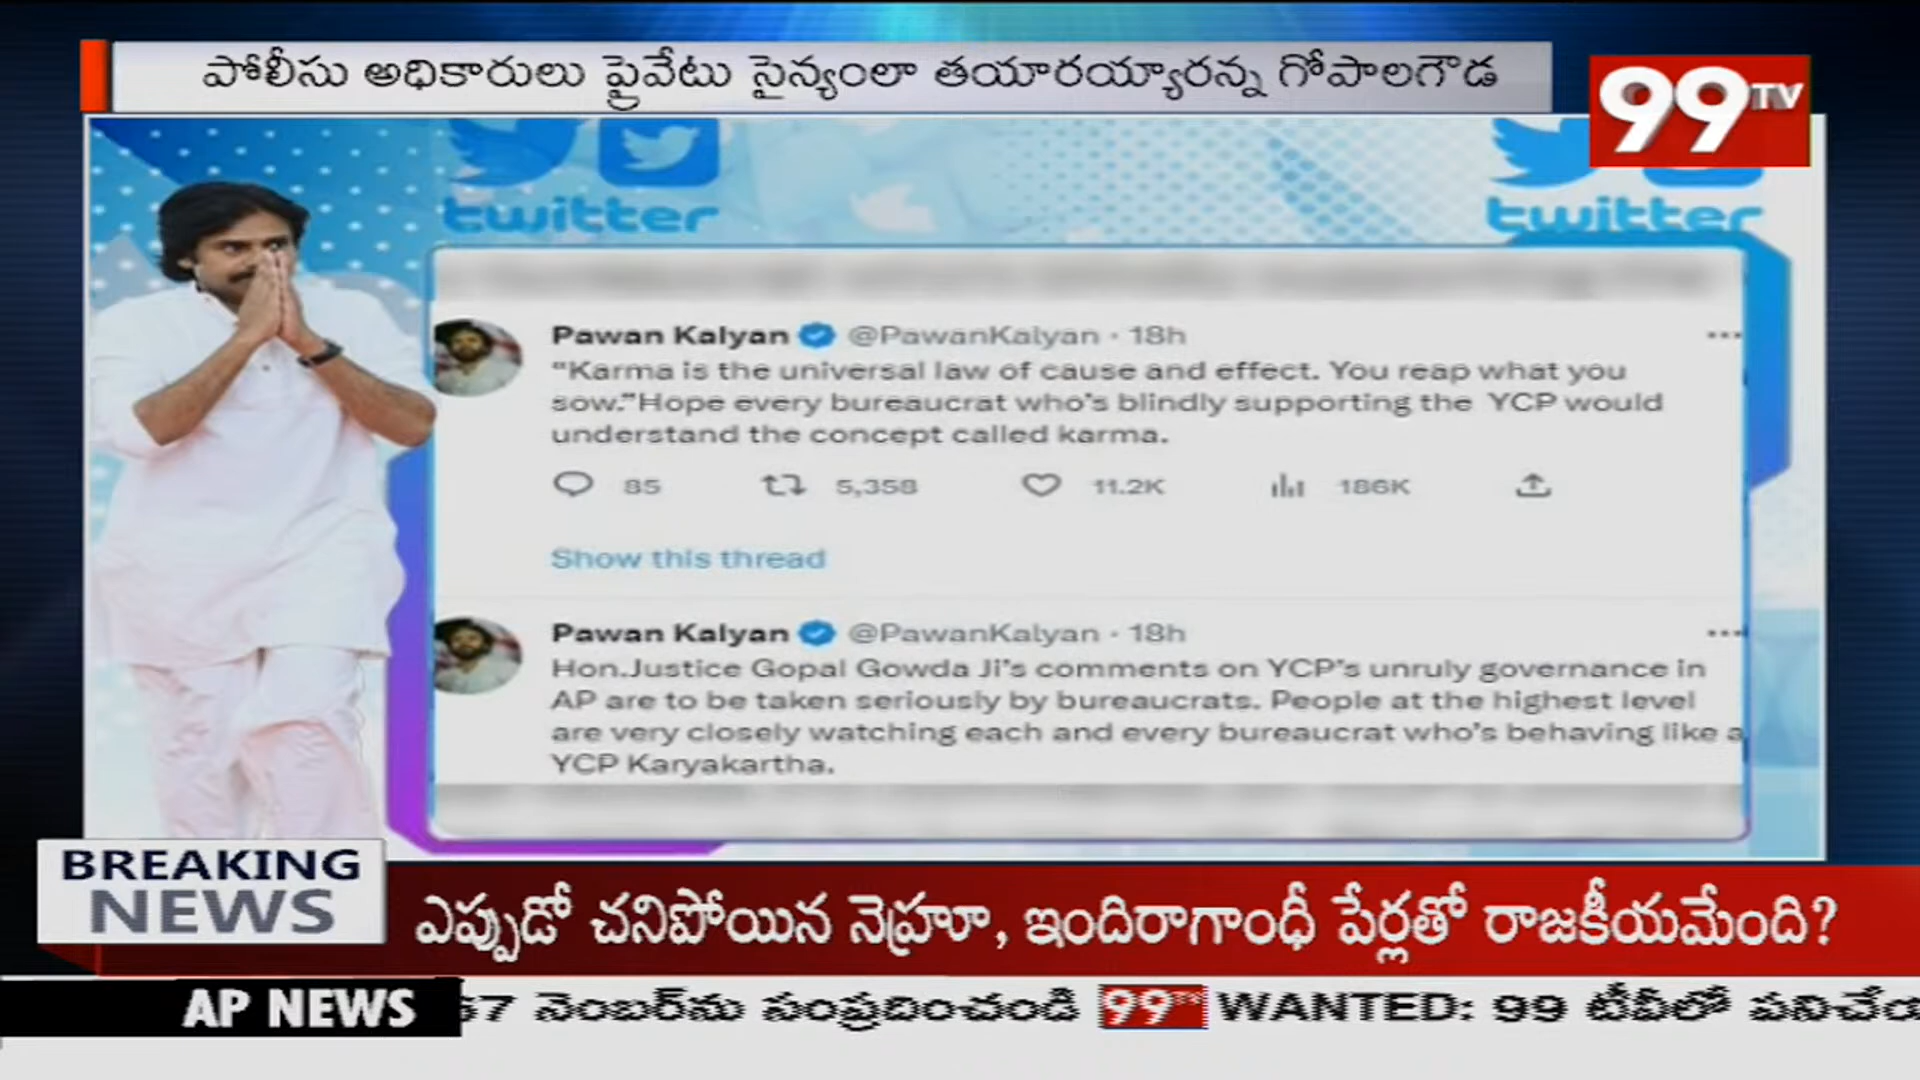 పోలీసు అధికారులు ప్రైవేటు సైన్యంలా తయారయ్యారన్న గోపాలగౌడ
99TV
twitter
twitter
Pawan Kalyan @PawanKalyan · 18h
"Karma is the universal law of cause and effect. You reap what you
sow."Hope every bureaucrat who's blindly supporting the YCP would
understand the concept called karma.
85 5,358 11.2K 186K
Show this thread
Pawan Kalyan @PawanKalyan · 18h
Hon.Justice Gopal Gowda Ji's comments on YCP's unruly governance in
AP are to be taken seriously by bureaucrats. People at the highest level
are very closely watching each and every bureaucrat who's behaving like a
YCP Karyakartha.
BREAKING
NEWS
ఎప్పుడో చనిపోయిన నెహ్రూ, ఇందిరాగాంధీ పేర్లతో రాజకీయమేంది?
AP NEWS
67 నెంబర్‌ను సంప్రదించండి 99TV WANTED: 99 టీవీలో